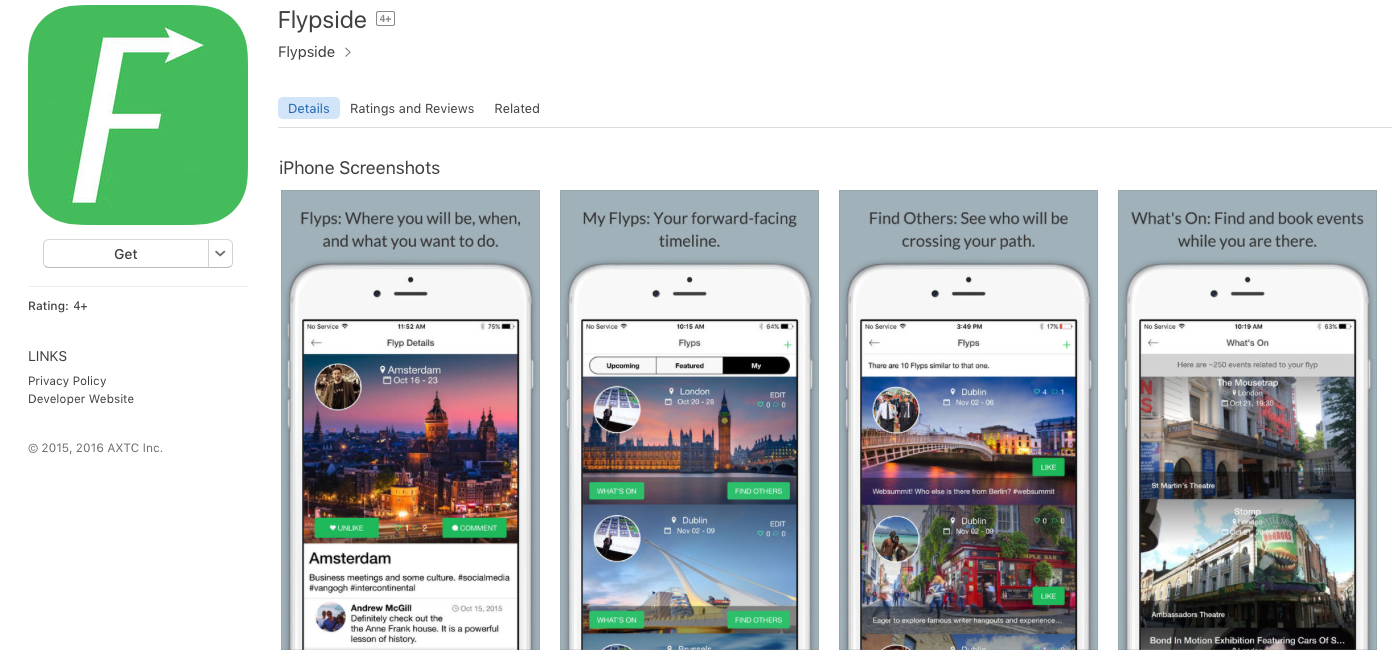 Flypside 4+
Flypside
Details Ratings and Reviews Related
iPhone Screenshots
Get
Rating: 4+
LINKS
Privacy Policy
Developer Website
© 2015, 2016 AXTC Inc.
Flyps: Where you will be, when,
and what you want to do.
No Service 11:52 AM 75%
Flyp Details
Amsterdam
Oct 16 - 23
UNLIKE 1 2 COMMENT
Amsterdam
Business meetings and some culture. #socialmedia
#vangogh #intercontinental
Andrew McGill Oct 15, 2015
Definitely check out the
the Anne Frank house. It is a powerful
lesson of history.
My Flyps: Your forward-facing
timeline.
No Service 10:15 AM 64%
Flyps +
Upcoming Featured My
London EDIT
Oct 20 - 28 0 0
WHAT'S ON FIND OTHERS
Dublin EDIT
Nov 02 - 09 0 0
WHAT'S ON FIND OTHERS
Brussels
Find Others: See who will be
crossing your path.
No Service 3:49 PM 17%
Flyps +
There are 10 Flyps similar to that one.
Dublin 4 1
Nov 02 - 06
LIKE
Websummit! Who else is there from Berlin? #websummit
Dublin 0 0
Nov 02 - 09
LIKE
Eager to explore famous writer hangouts and experience...
What's On: Find and book events
while you are there.
No Service 10:19 AM 63%
What's On
Here are ~250 events related to your flyp
The Mousetrap
London
Oct 21, 19:30
St Martin's Theatre
Stomp
London
Ambassadors Theatre
Bond In Motion Exhibition Featuring Cars Of S...